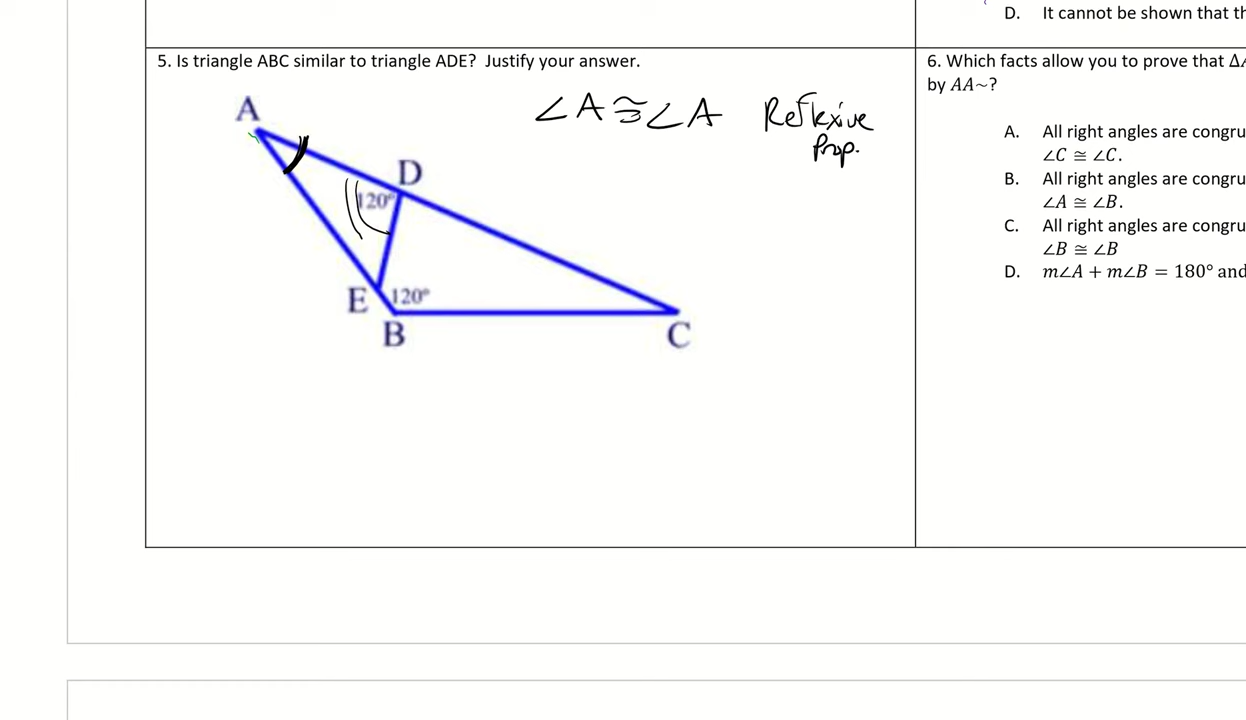 D. It cannot be shown that th
5. Is triangle ABC similar to triangle ADE? Justify your answer.
∠A ≅ ∠A Reflexive
Prop.
A
D
120°
E
120°
B
C
6. Which facts allow you to prove that Δ
by AA~?
A. All right angles are congru
∠C ≅ ∠C.
B. All right angles are congru
∠A ≅ ∠B.
C. All right angles are congru
∠B ≅ ∠B
D. m∠A + m∠B = 180° and